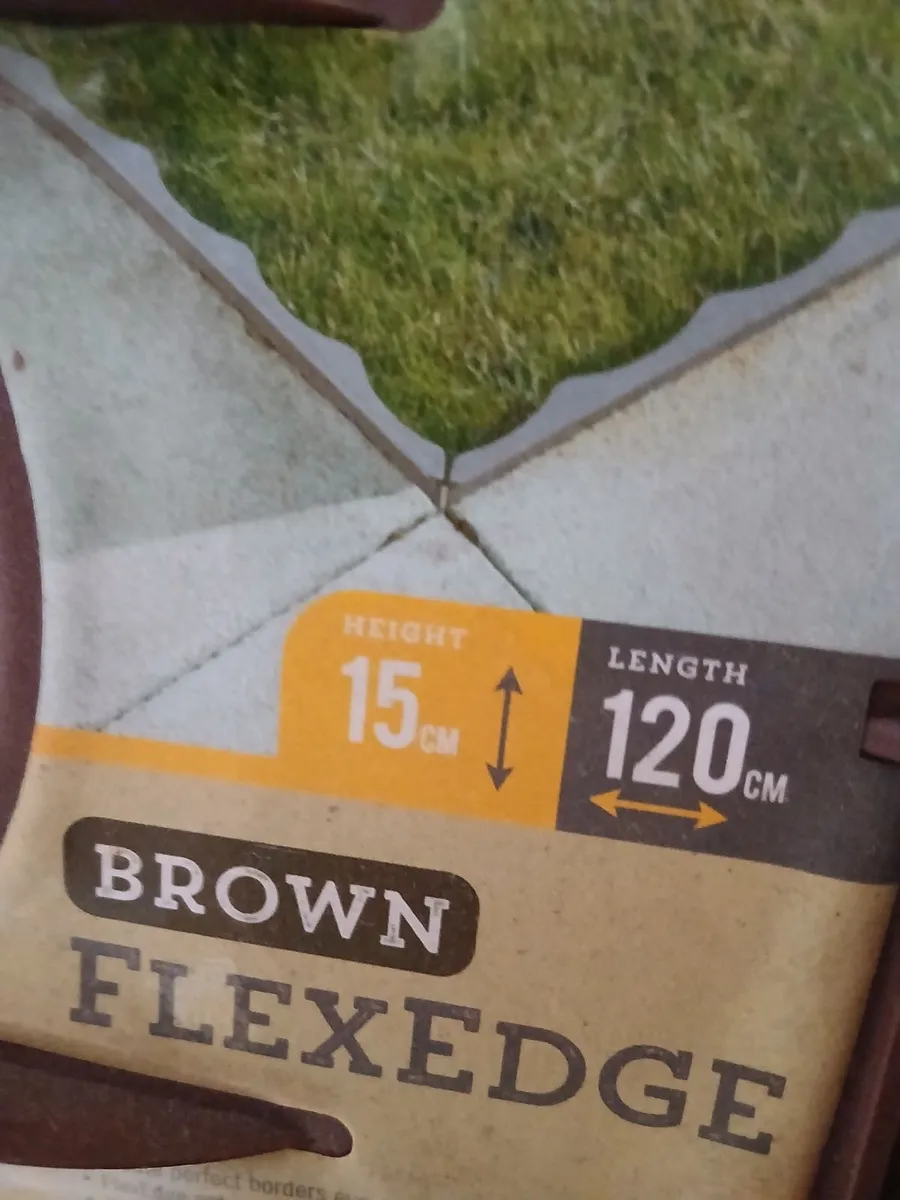 HEIGHT
15CM
LENGTH
120CM
BROWN
FLEXEDGE
perfect borders